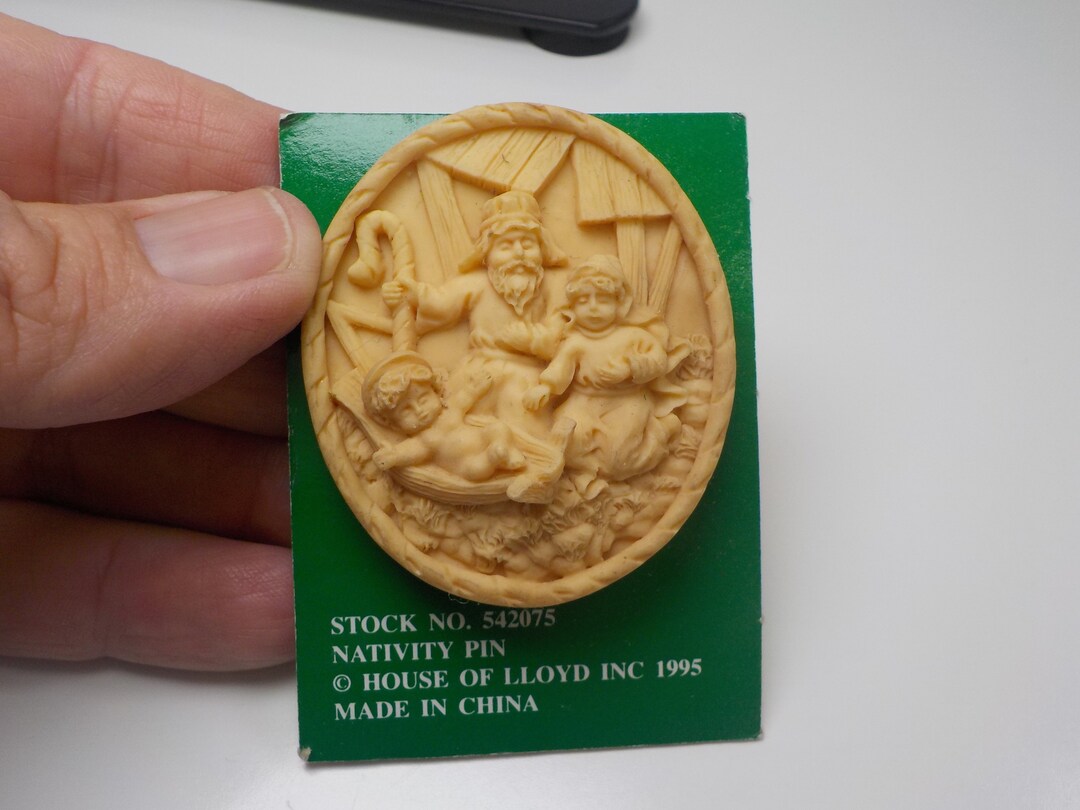 STOCK NO. 542075
NATIVITY PIN
© HOUSE OF LLOYD INC 1995
MADE IN CHINA